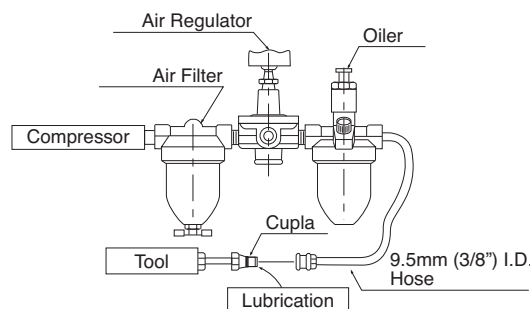 Air Regulator
Oiler
Air Filter
Compressor
Cupla
Tool
9.5mm (3/8”) I.D.
Hose
Lubrication